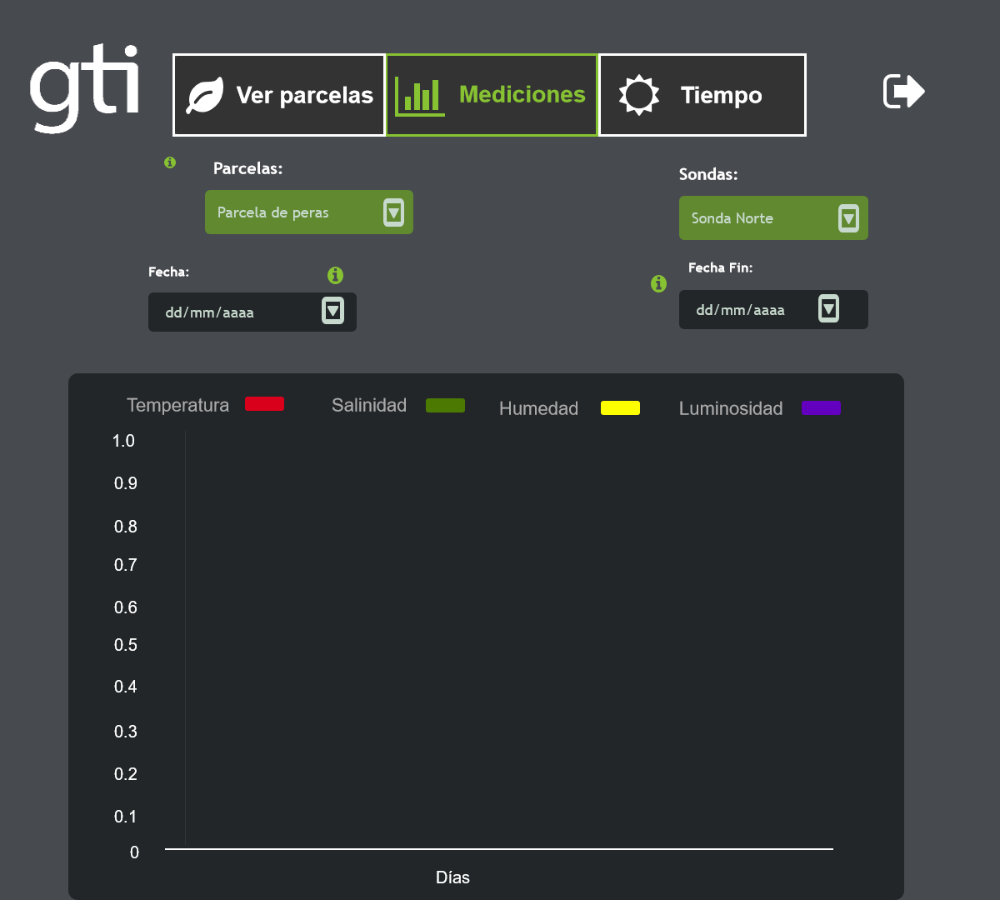 gti
Ver parcelas
Mediciones
Tiempo
Parcelas:
Sondas:
Parcela de peras
Sonda Norte
Fecha:
Fecha Fin:
dd/mm/aaaa
dd/mm/aaaa
Temperatura
Salinidad
Humedad
Luminosidad
1.0
0.9
0.8
0.7
0.6
0.5
0.4
0.3
0.2
0.1
0
Días